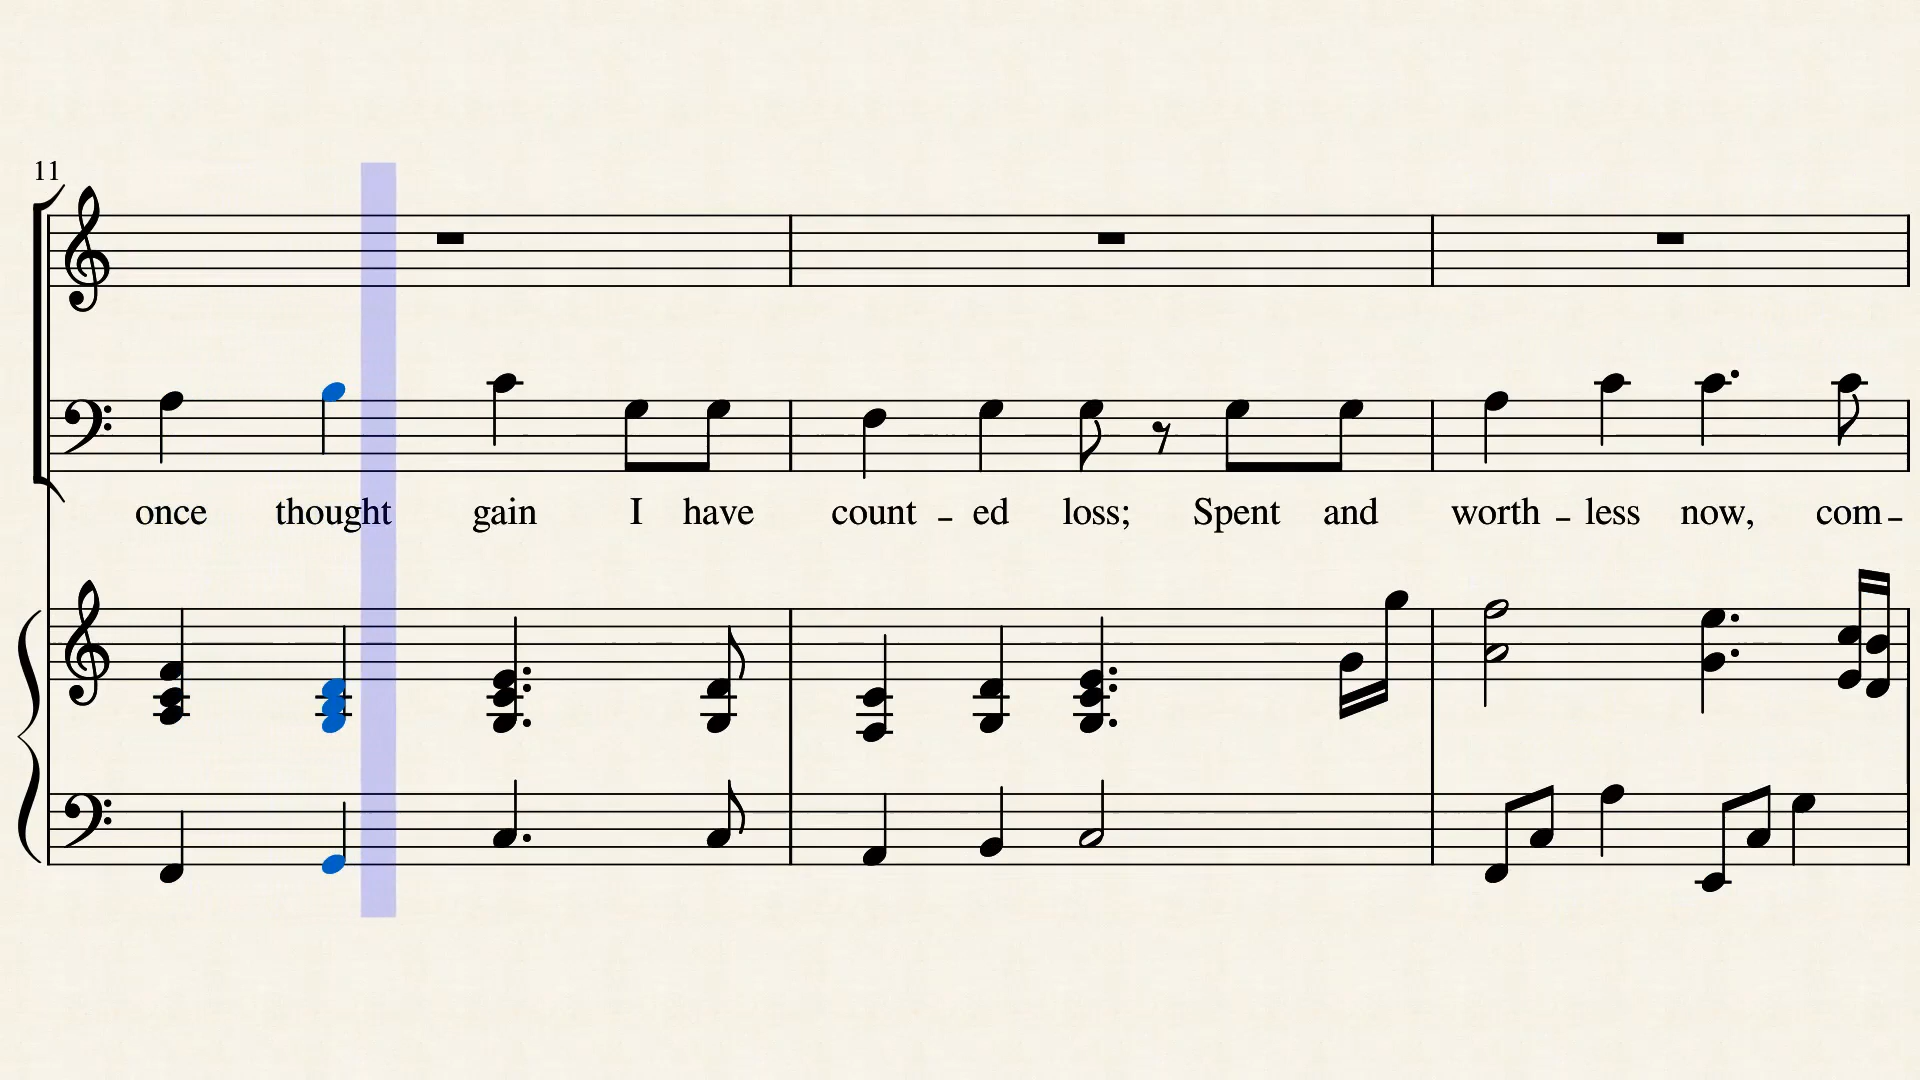 11
once thought gain I have count - ed loss; Spent and worth - less now, com -